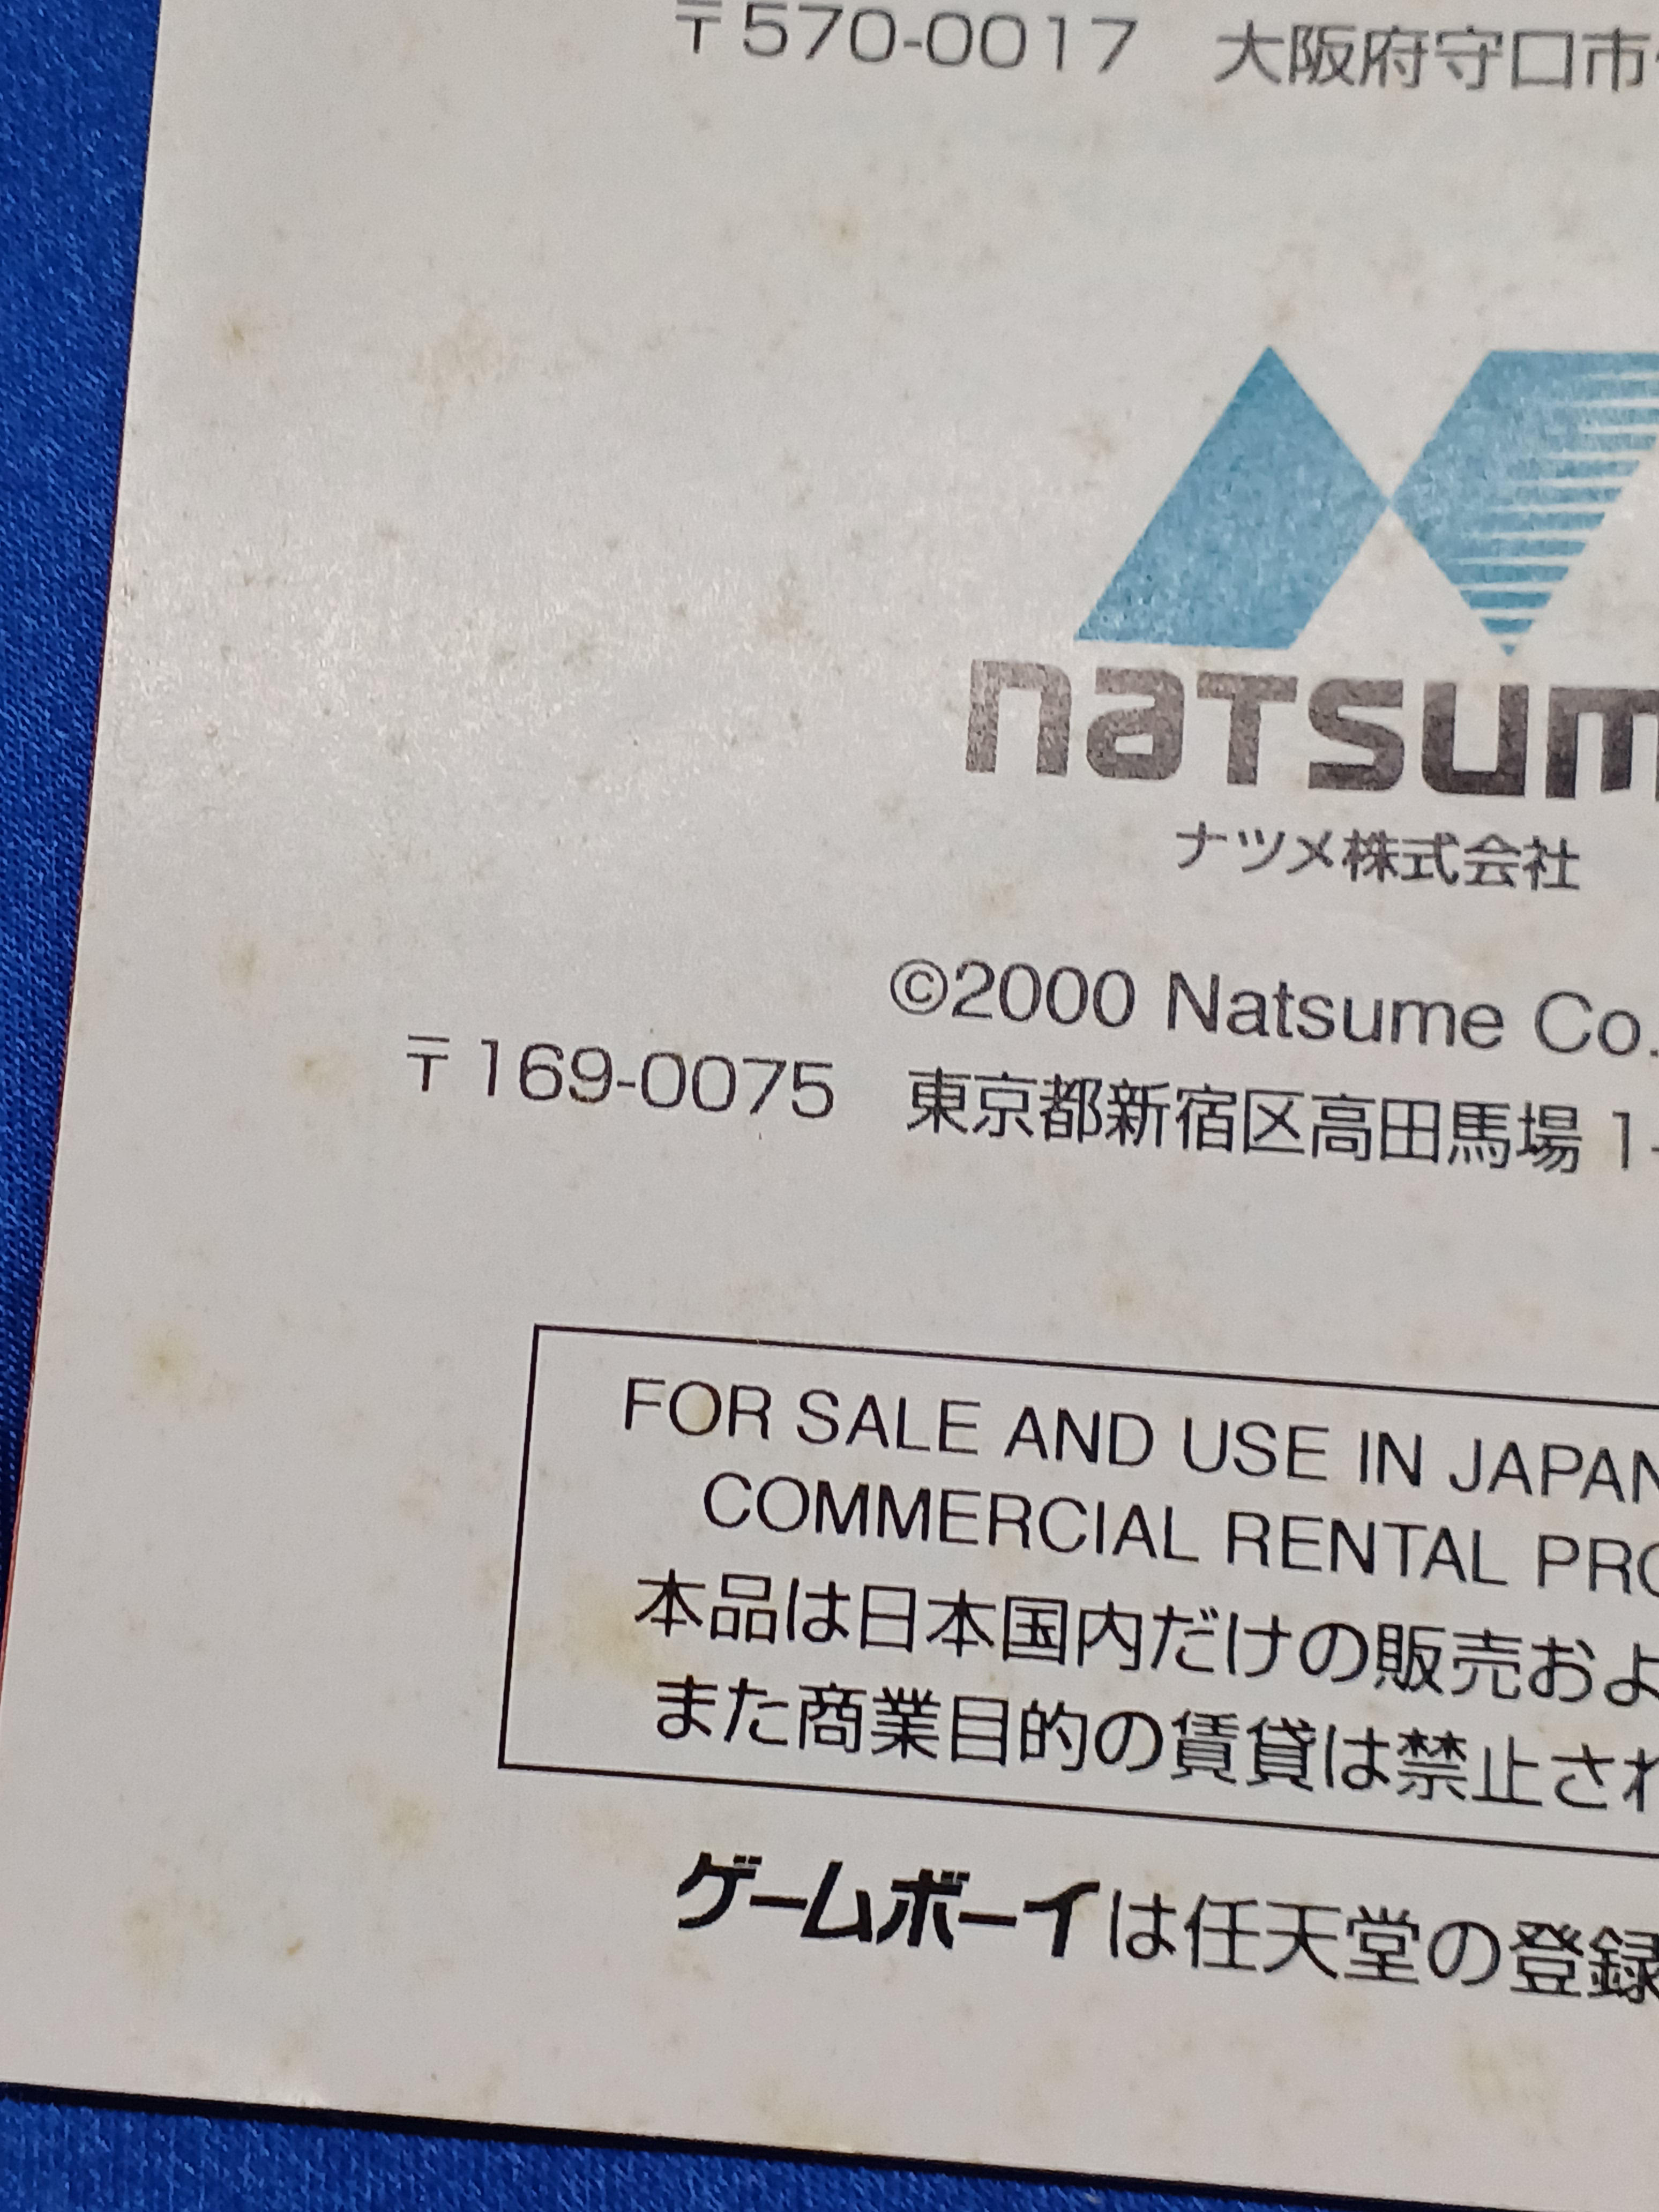 〒570-0017 大阪府守口市
natsum
ナツメ株式会社
©2000 Natsume Co.
〒169-0075 東京都新宿区高田馬場 1-
FOR SALE AND USE IN JAPAN
COMMERCIAL RENTAL PRO
本品は日本国内だけの販売およ
また商業目的の賃貸は禁止され
ゲームボーイは任天堂の登録